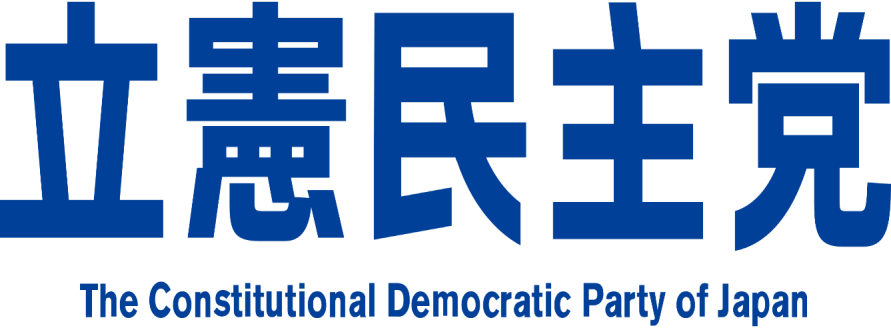 立憲民主党
The Constitutional Democratic Party of Japan